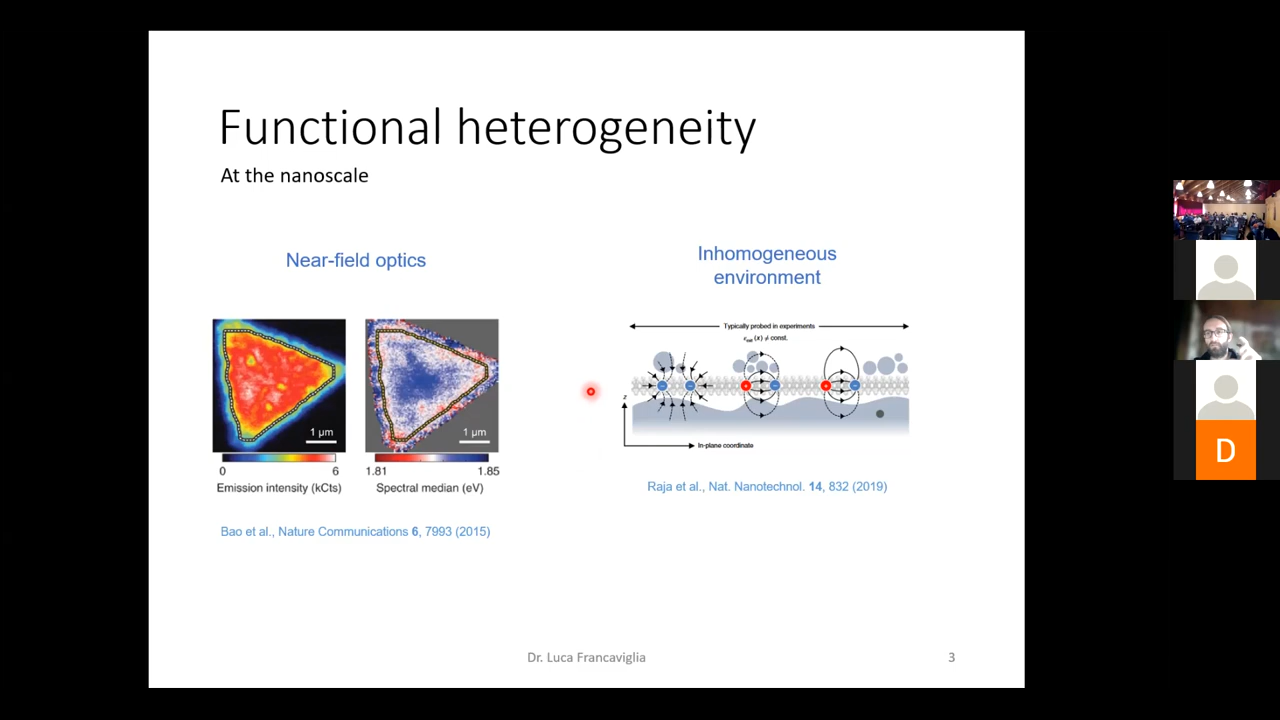 Functional heterogeneity
At the nanoscale
Near-field optics
1 µm
1 µm
0
6
1.81
1.85
Emission intensity (kCts)
Spectral median (eV)
Bao et al., Nature Communications 6, 7993 (2015)
Inhomogeneous
environment
Typically probed in experiments
z
In-plane coordinate
Raja et al., Nat. Nanotechnol. 14, 832 (2019)
Dr. Luca Francaviglia
3
D